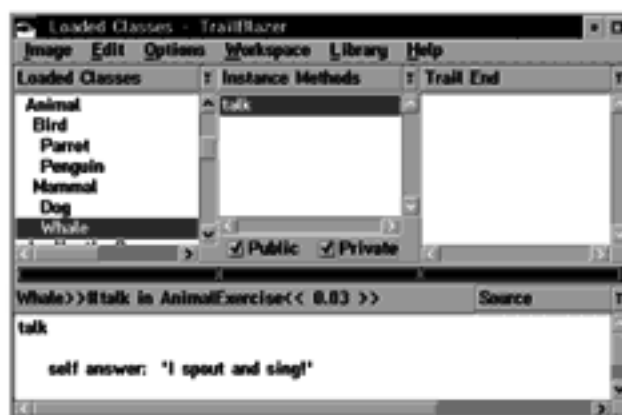 Loaded Classes - TrailBlazer
Image Edit Options Workspace Library Help
Loaded Classes
Instance Methods
Trail End
Animal
Bird
Parrot
Penguin
Mammal
Dog
Whale
talk
Public Private
Whale>>#talk in AnimalExercise<< 0.03 >>
Source
talk
self answer: 'I spout and sing!'